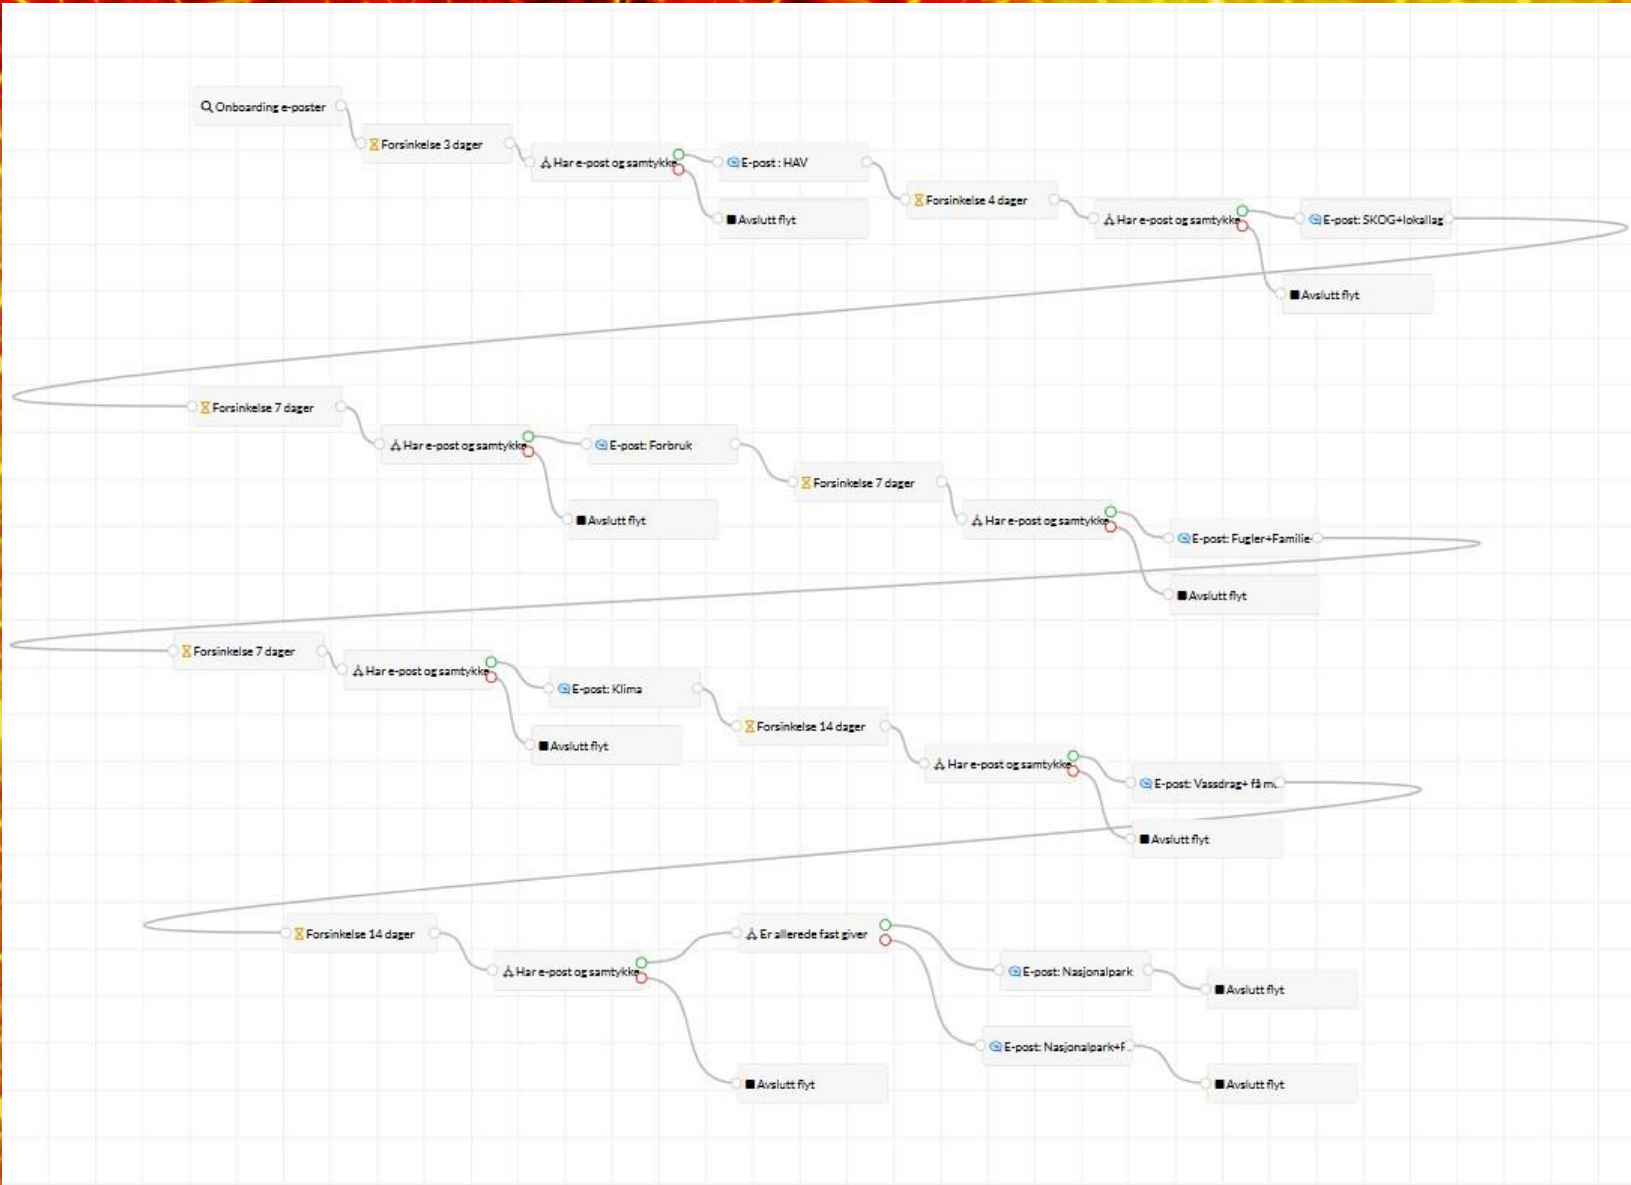 Onboarding e-poster
Forsinkelse 3 dager
Har e-post og samtykke
E-post : HAV
Avslutt flyt
Forsinkelse 4 dager
Har e-post og samtykke
E-post: SKOG+lokallag
Avslutt flyt
Forsinkelse 7 dager
Har e-post og samtykke
E-post: Forbruk
Avslutt flyt
Forsinkelse 7 dager
Har e-post og samtykke
E-post: Fugler+Familie-
Avslutt flyt
Forsinkelse 7 dager
Har e-post og samtykke
E-post: Klima
Avslutt flyt
Forsinkelse 14 dager
Har e-post og samtykke
E-post: Vassdrag+ få
Avslutt flyt
Forsinkelse 14 dager
Har e-post og samtykke
Er allerede fast giver
E-post: Nasjonalpark
Avslutt flyt
E-post: Nasjonalpark+F..
Avslutt flyt
Avslutt flyt